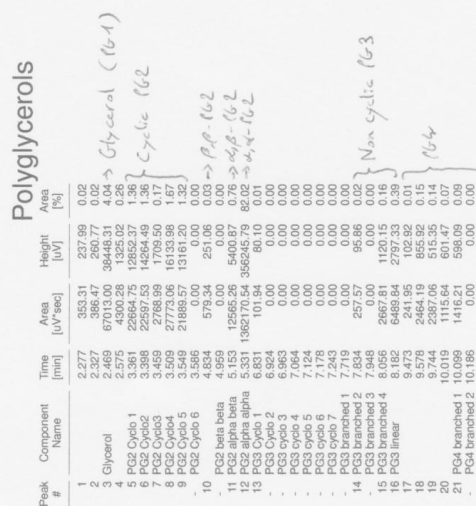 Polyglycerols
Peak # Component Name Time [min] Area [uV*sec] Height [uV] Area [%]
1 2.277 353.31 237.99 0.02
2 2.327 386.47 260.77 0.02
3 Glycerol 2.469 67013.00 38448.31 4.04 → Glycerol (PG1)
4 2.575 4300.28 1325.02 0.26
5 PG2 Cyclo 1 3.361 22664.75 12852.37 1.36
6 PG2 Cyclo2 3.398 22597.53 14264.49 1.36
7 PG2 Cyclo3 3.459 2768.99 1709.50 0.17 Cyclic PG2
8 PG2 Cyclo4 3.509 27773.06 16133.98 1.67
9 PG2 Cyclo 5 3.549 21889.57 13161.20 1.32
- PG2 Cyclo 6 3.586 0.00 0.00 0.00
10 4.834 579.34 251.06 0.03 → β,β-PG2
- PG2 beta beta 4.959 0.00 0.00 0.00
11 PG2 alpha beta 5.153 12565.26 5400.87 0.76 → α,β-PG2
12 PG2 alpha alpha 5.331 1362170.54 356245.79 82.02 → α,α-PG2
13 PG3 Cyclo 1 6.831 101.94 80.10 0.01
- PG3 Cyclo 2 6.924 0.00 0.00 0.00
- PG3 cyclo 3 6.963 0.00 0.00 0.00
- PG3 cyclo 4 7.064 0.00 0.00 0.00
- PG3 cyclo 5 7.124 0.00 0.00 0.00
- PG3 cyclo 6 7.178 0.00 0.00 0.00
- PG3 cyclo 7 7.243 0.00 0.00 0.00
- PG3 branched 1 7.719 0.00 0.00 0.00
14 PG3 branched 2 7.834 257.57 95.86 0.02
- PG3 branched 3 7.948 0.00 0.00 0.00 Non cyclic PG3
15 PG3 branched 4 8.056 2667.81 1120.15 0.16
16 PG3 linear 8.182 6489.84 2797.33 0.39
17 9.473 241.95 102.92 0.01
18 9.578 2464.19 855.92 0.15
19 9.744 2387.06 515.35 0.14 PG4
20 10.019 1115.64 601.47 0.07
21 PG4 branched 1 10.099 1416.21 598.09 0.09
- PG4 branched 2 10.186 0.00 0.00 0.00